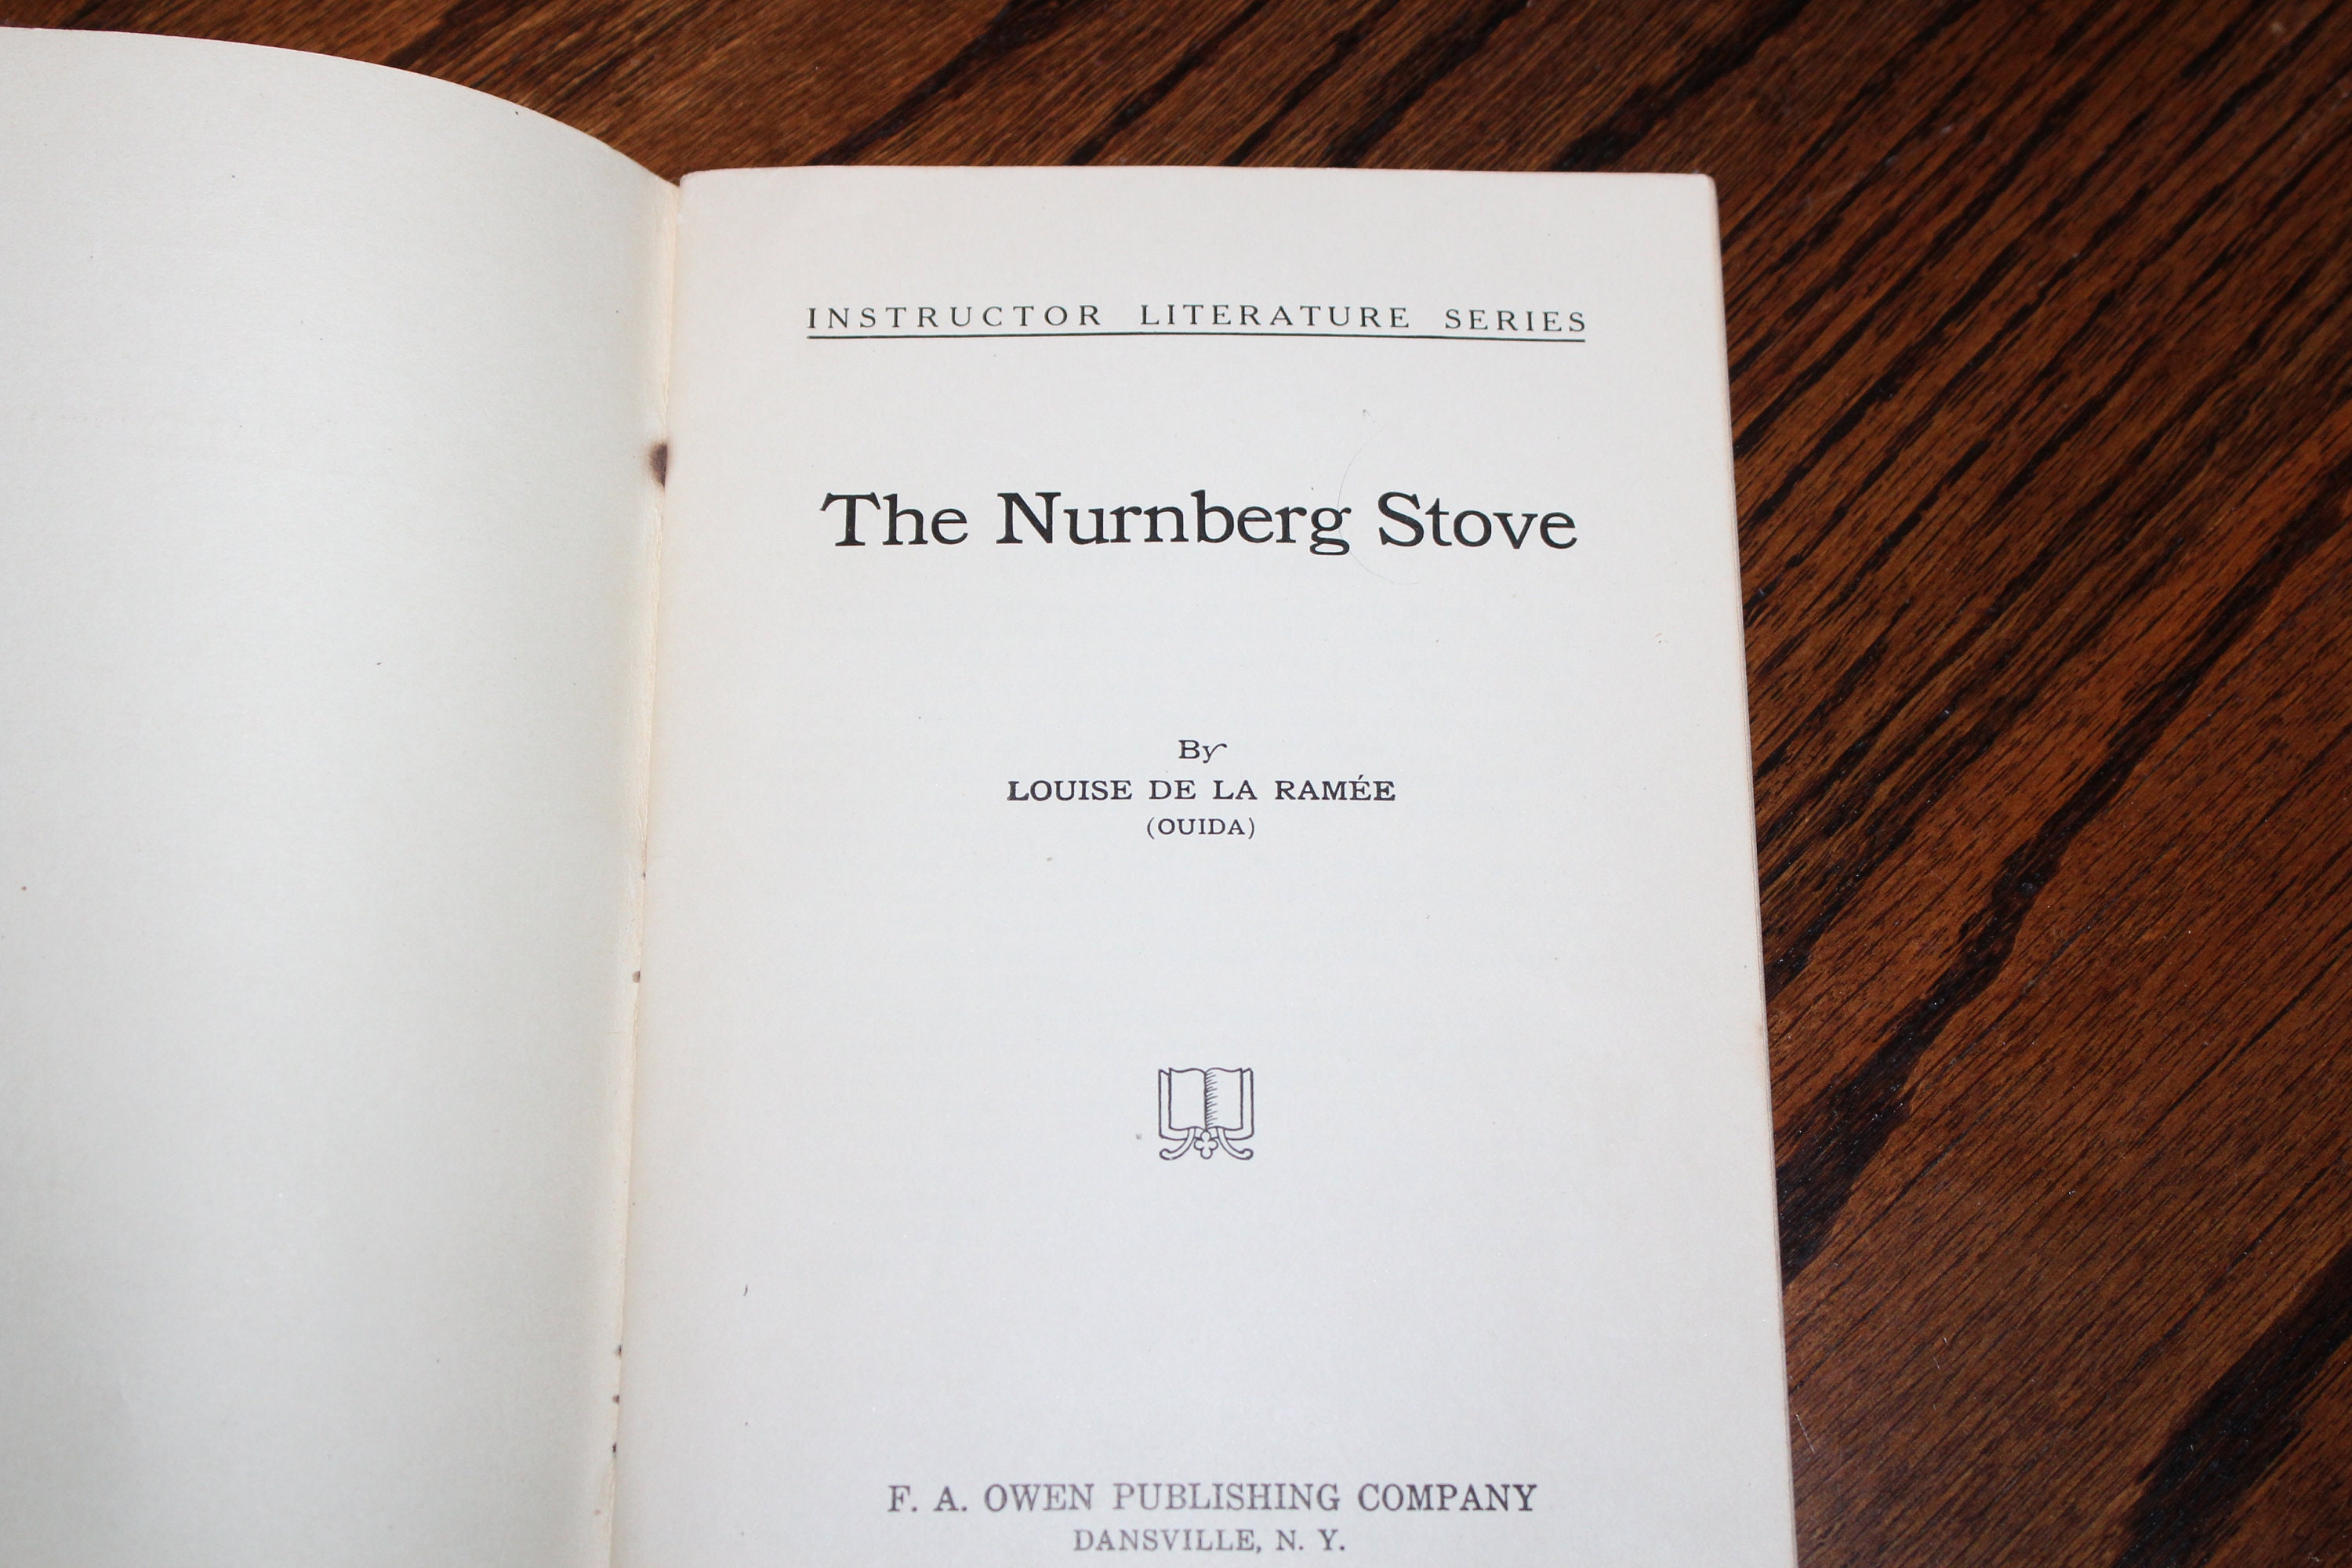 INSTRUCTOR LITERATURE SERIES
The Nurnberg Stove
By
LOUISE DE LA RAMÉE
(OUIDA)
F. A. OWEN PUBLISHING COMPANY
DANSVILLE, N. Y.